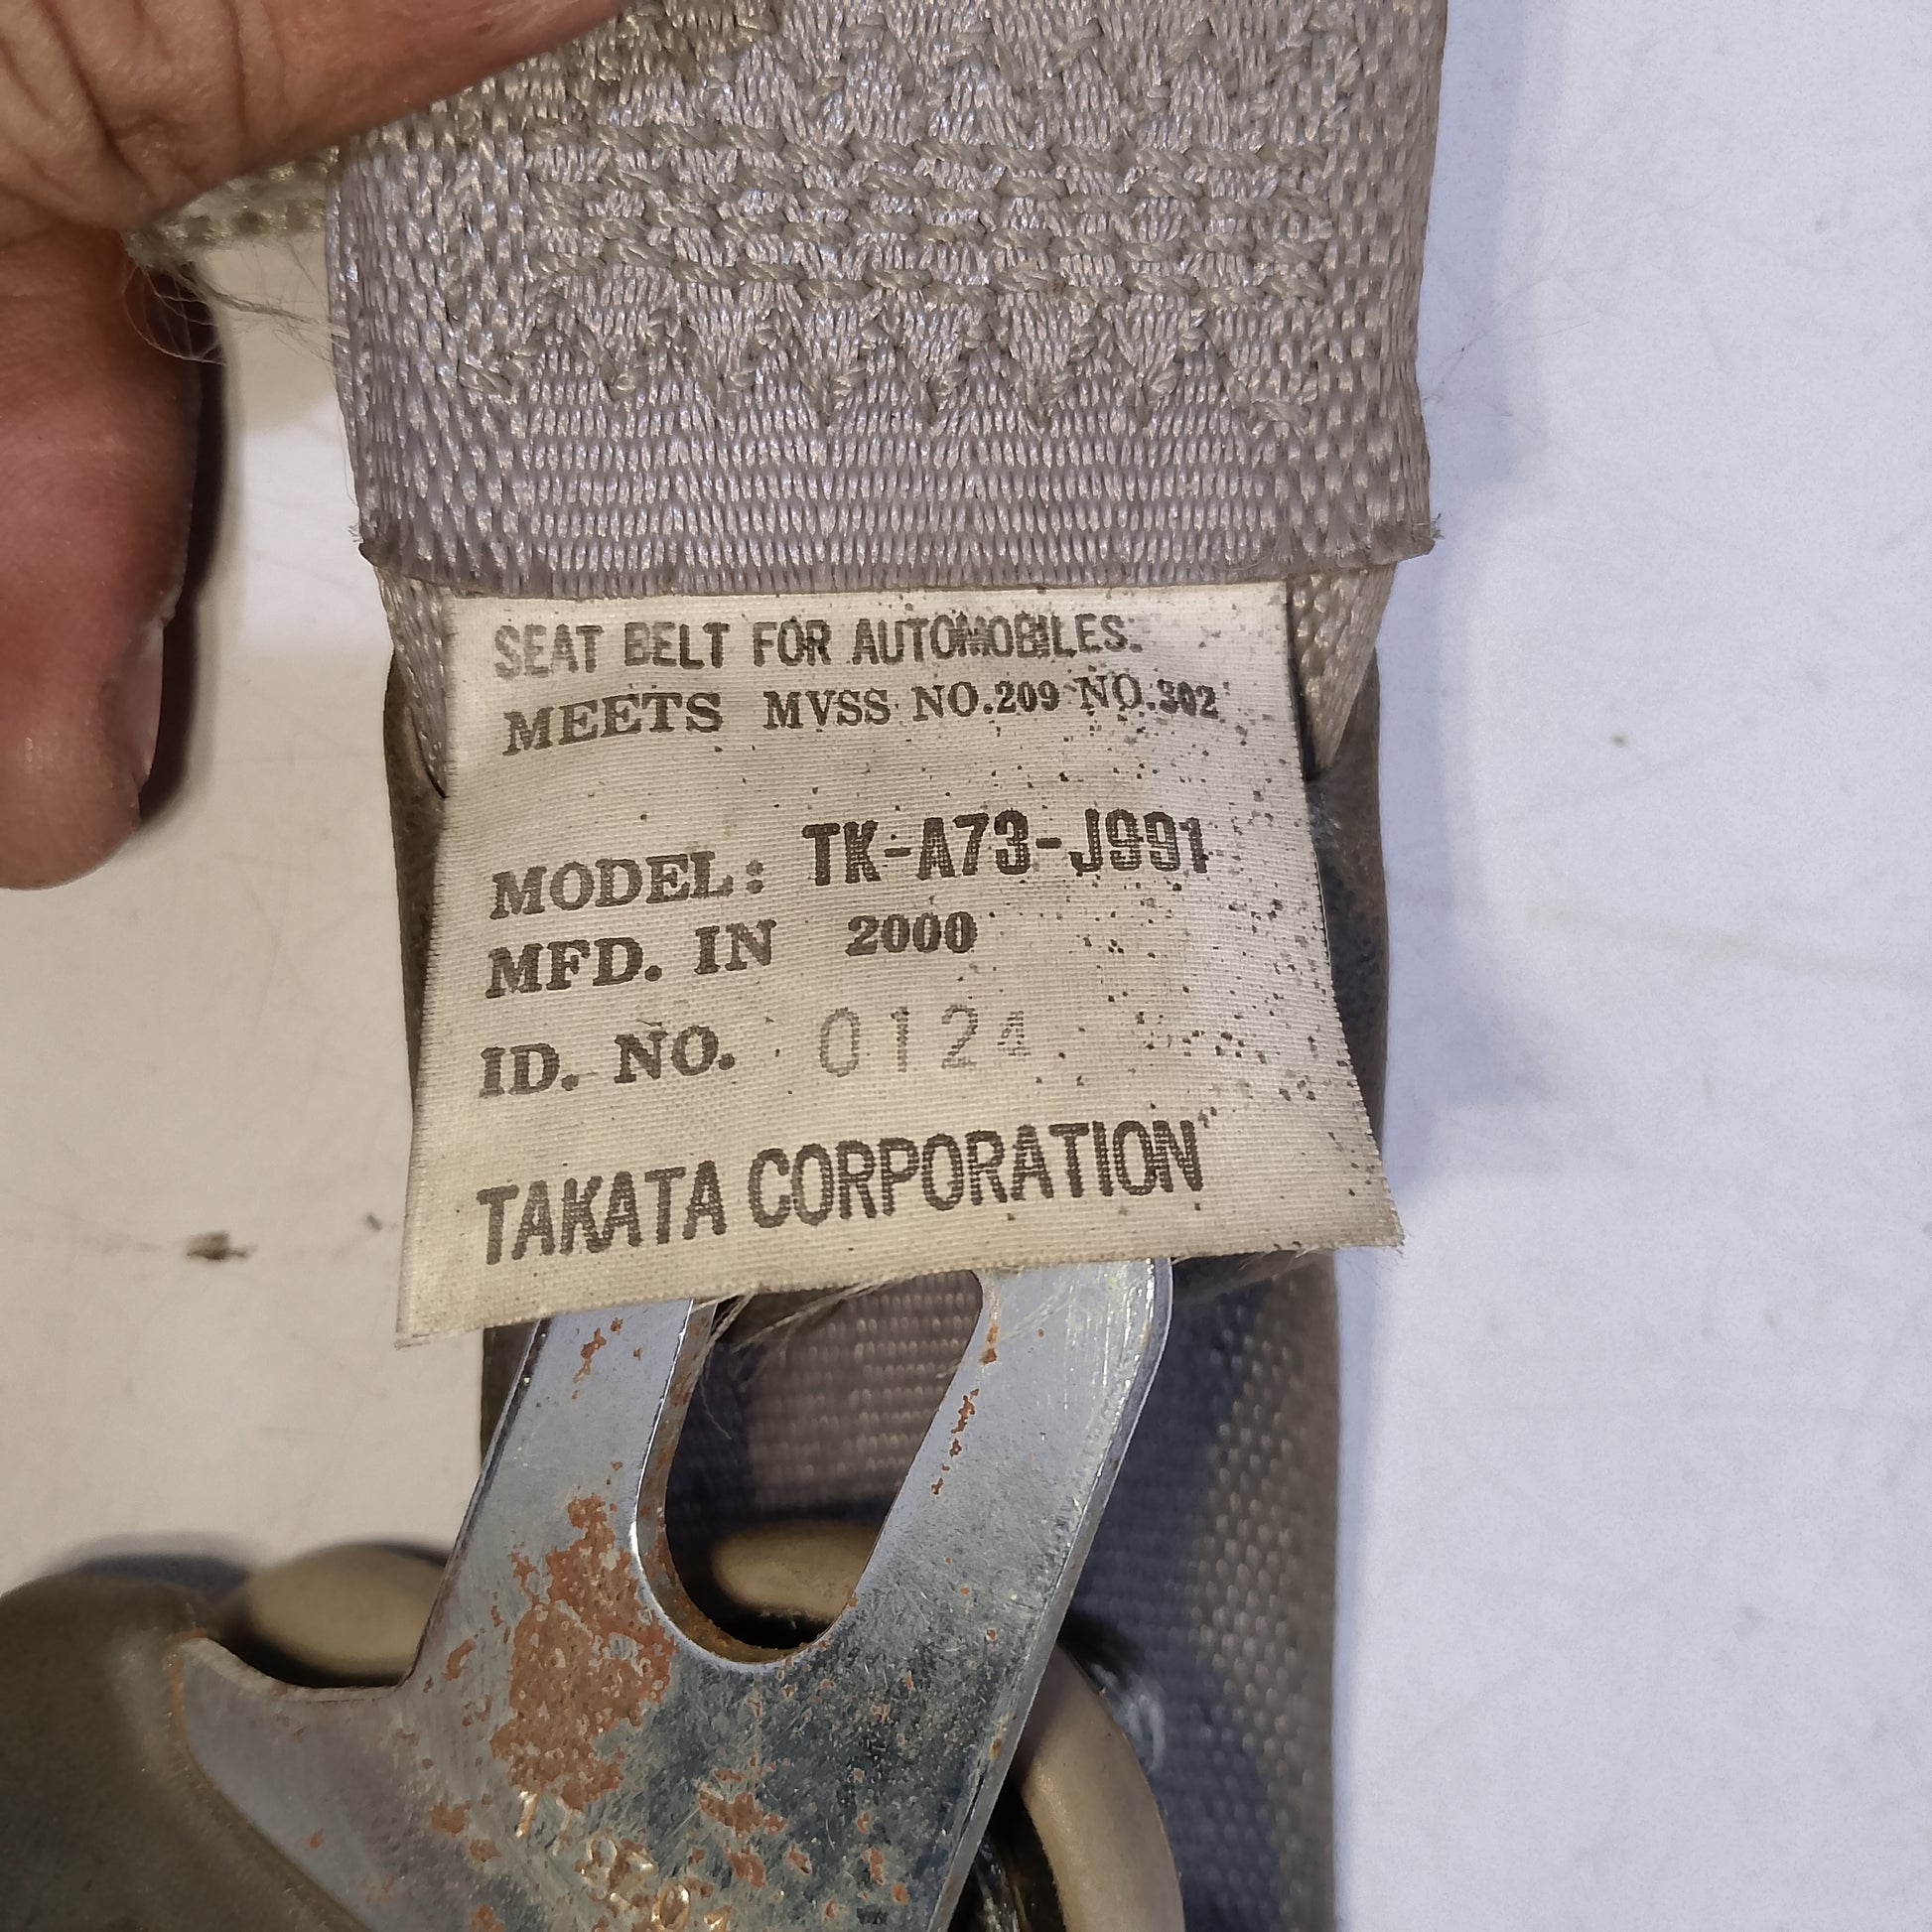 SEAT BELT FOR AUTOMOBILES.
MEETS MVSS NO.209 NO.302
MODEL: TK-A73-J991
MFD. IN 2000
ID. NO. 0124
TAKATA CORPORATION